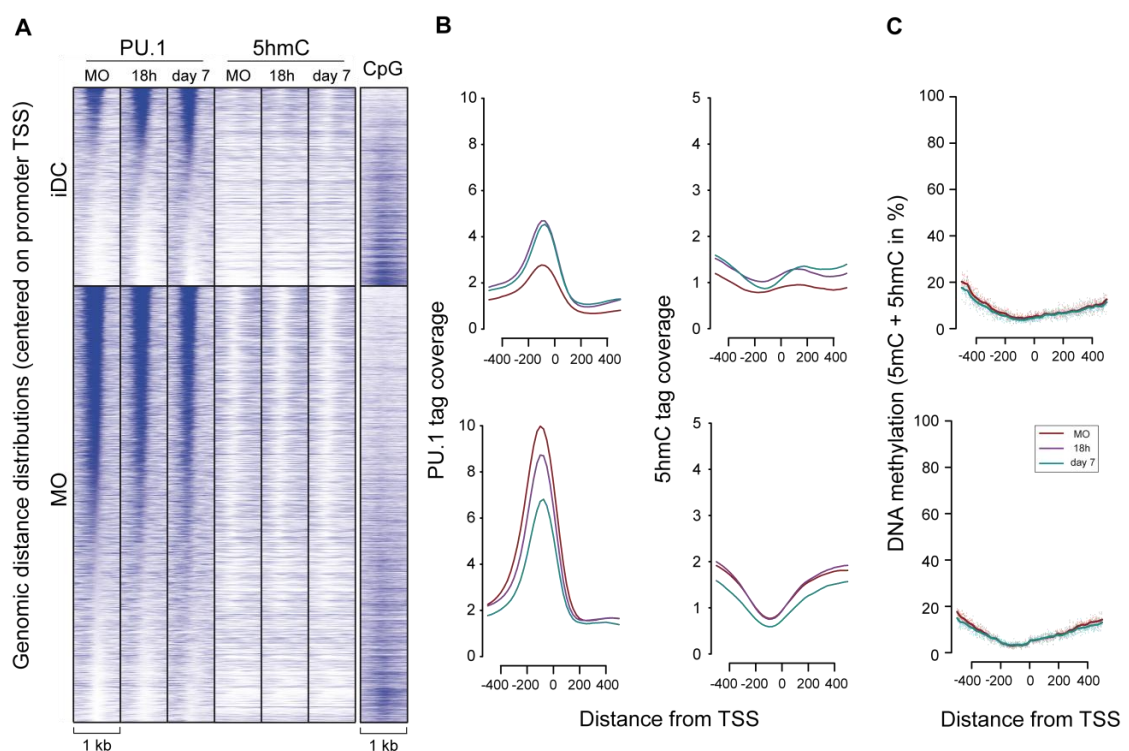 A
PU.1
5hmC
CpG
MO
18h
day 7
MO
18h
day 7
Genomic distance distributions (centered on promoter TSS)
iDC
MO
1 kb
1 kb
B
PU.1 tag coverage
10
8
6
4
2
0
-400
-200
0
200
400
5hmC tag coverage
5
4
3
2
1
0
-400
-200
0
200
400
10
8
6
4
2
0
-400
-200
0
200
400
5
4
3
2
1
0
-400
-200
0
200
400
Distance from TSS
C
DNA methylation (5mC + 5hmC in %)
100
80
60
40
20
0
-400
-200
0
200
400
100
80
60
40
20
0
MO
18h
day 7
-400
-200
0
200
400
Distance from TSS